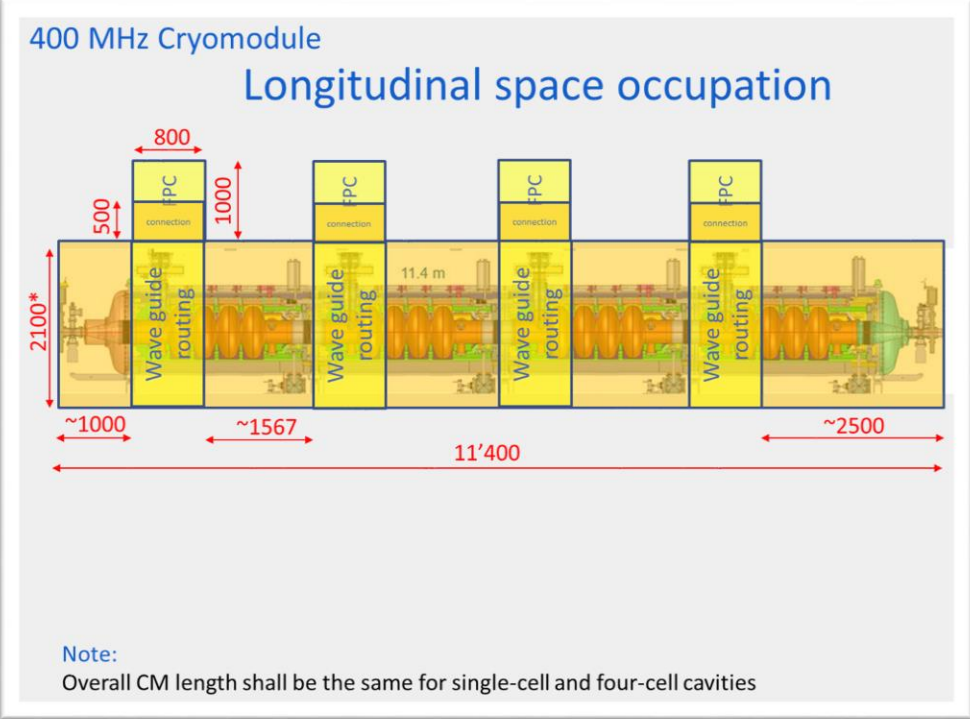 400 MHz Cryomodule
Longitudinal space occupation
800
500
1000
FPC
FPC
FPC
FPC
connection
connection
connection
connection
2100*
11.4 m
Wave guide
routing
Wave guide
routing
Wave guide
routing
Wave guide
routing
~1000
~1567
~2500
11’400
Note:
Overall CM length shall be the same for single-cell and four-cell cavities